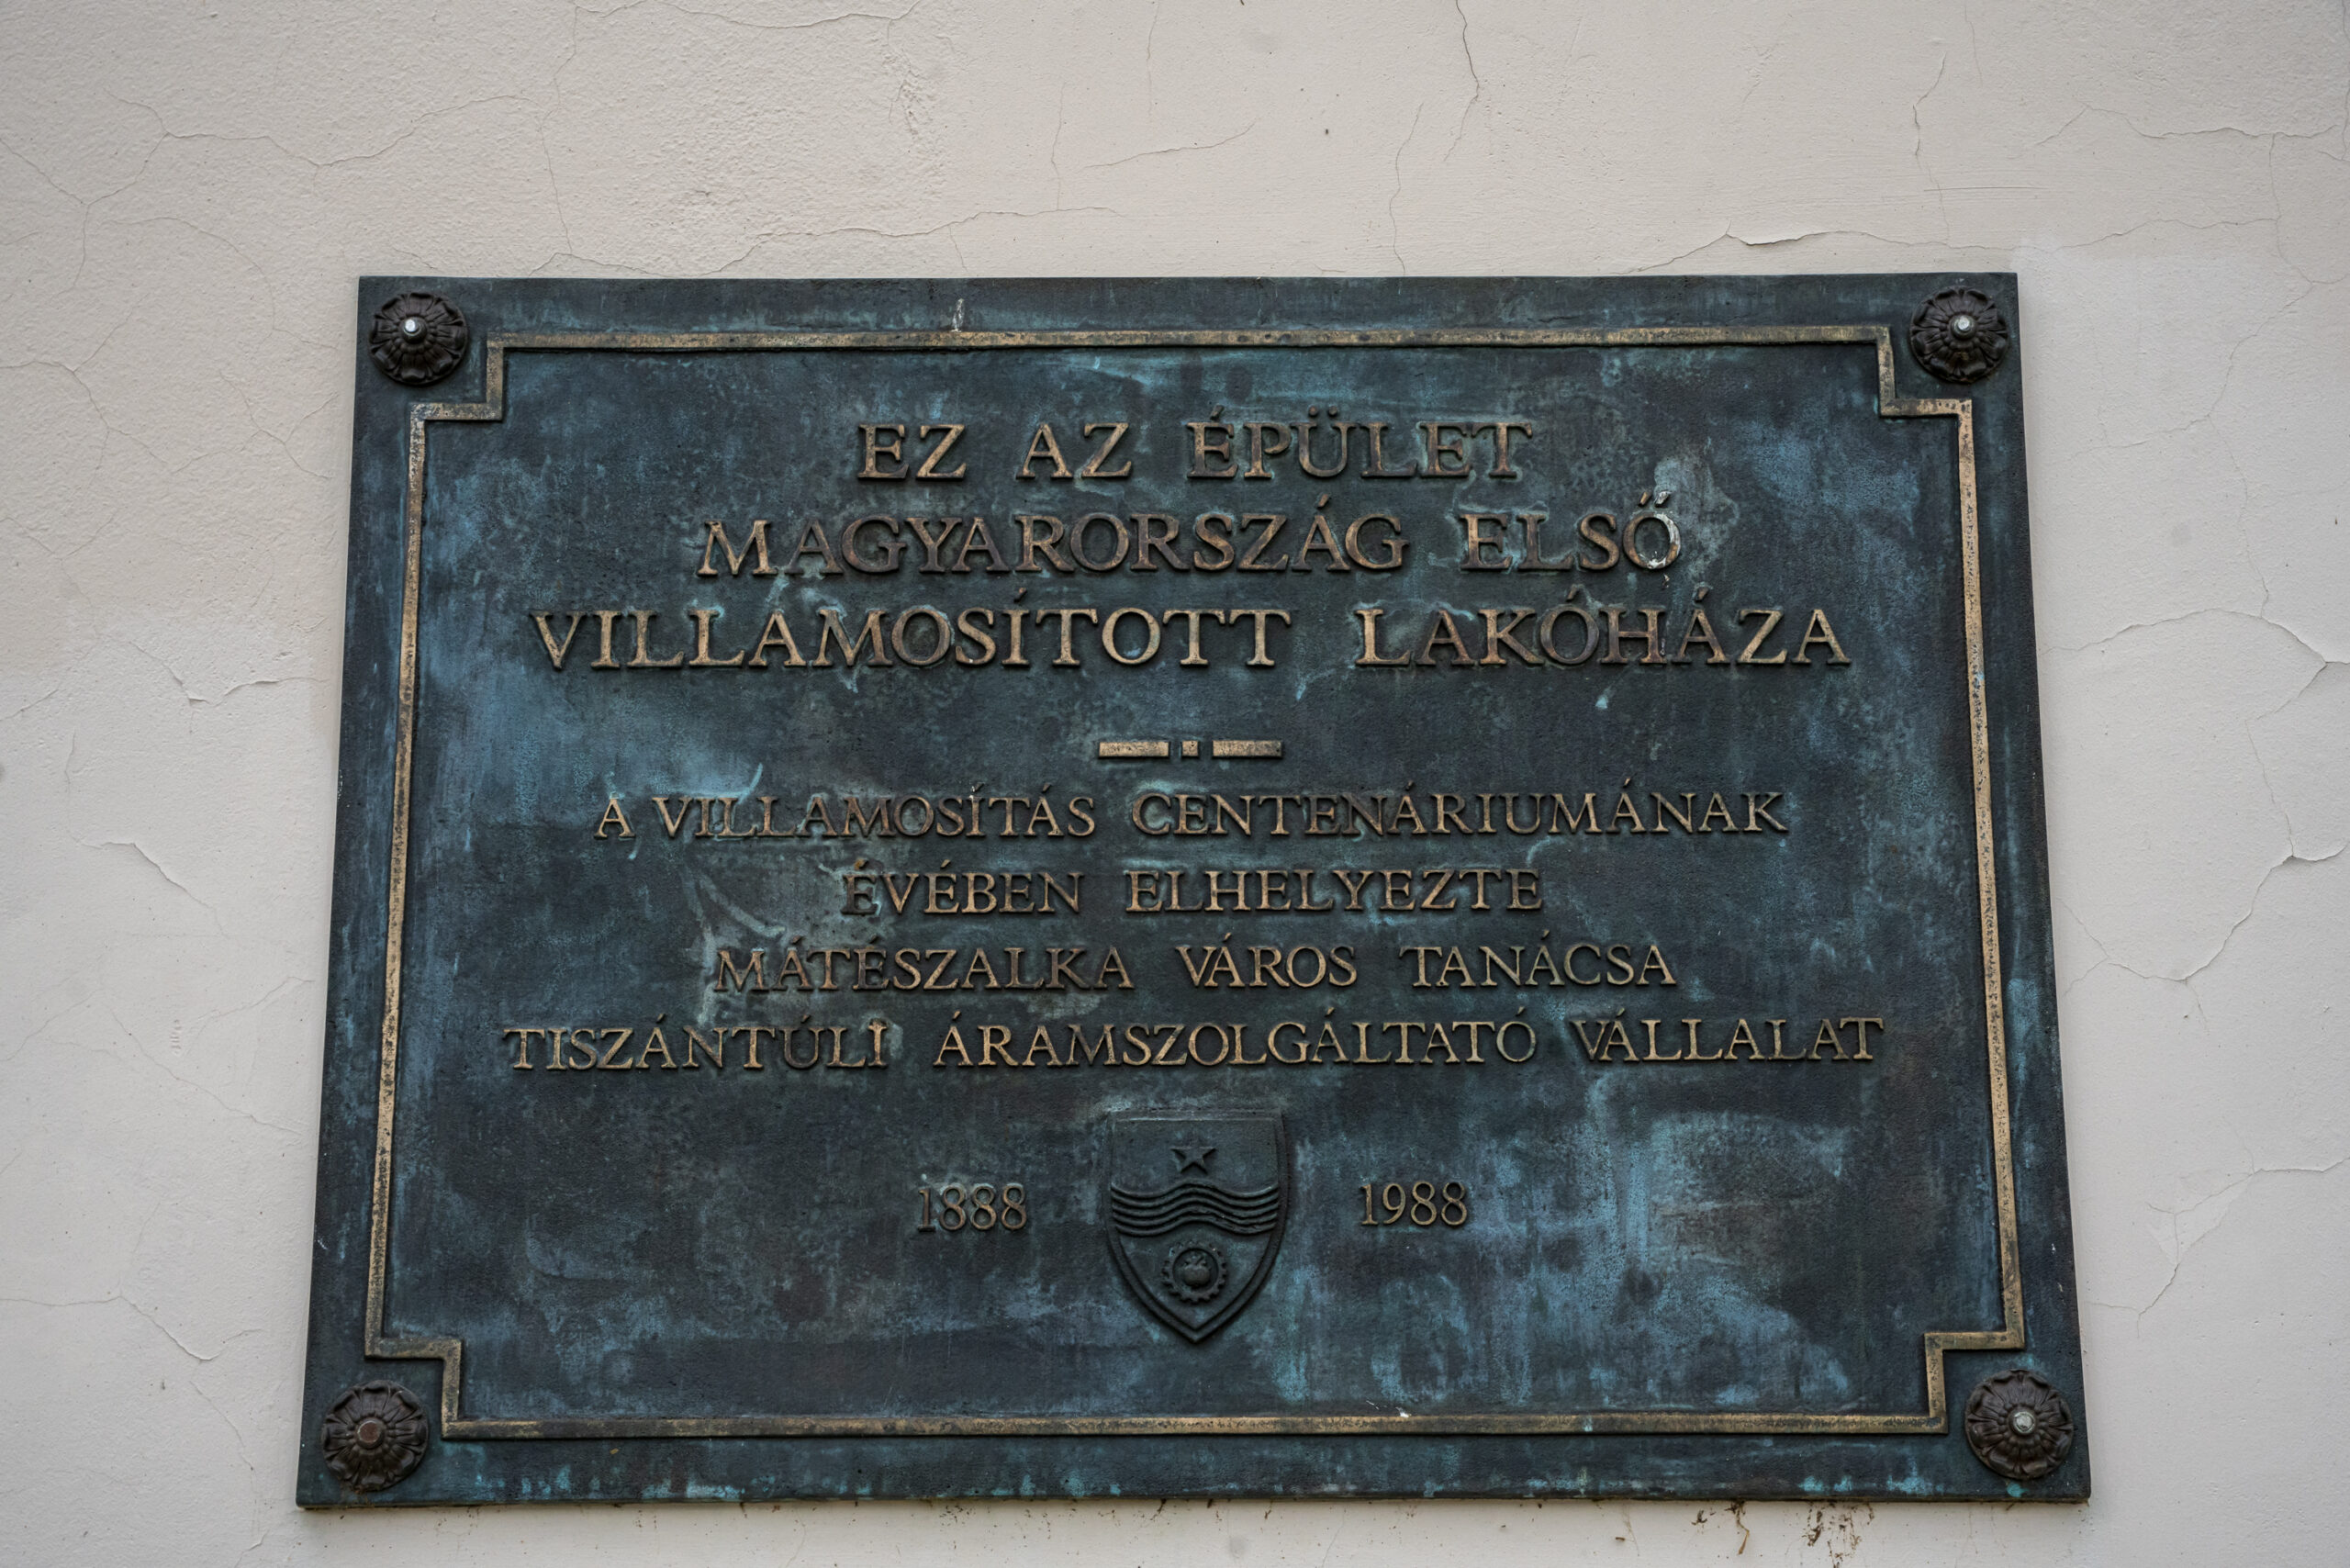 EZ AZ ÉPÜLET
MAGYARORSZÁG ELSŐ
VILLAMOSÍTOTT LAKÓHÁZA
A VILLAMOSÍTÁS CENTENÁRIUMÁNAK
ÉVÉBEN ELHELYEZTE
MÁTÉSZALKA VÁROS TANÁCSA
TISZÁNTÚLI ÁRAMSZOLGÁLTATÓ VÁLLALAT
1888 1988